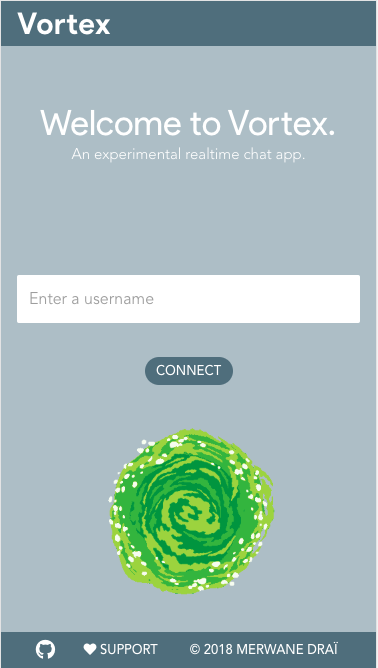 Vortex
Welcome to Vortex.
An experimental realtime chat app.
Enter a username
CONNECT
SUPPORT © 2018 MERWANE DRAÏ